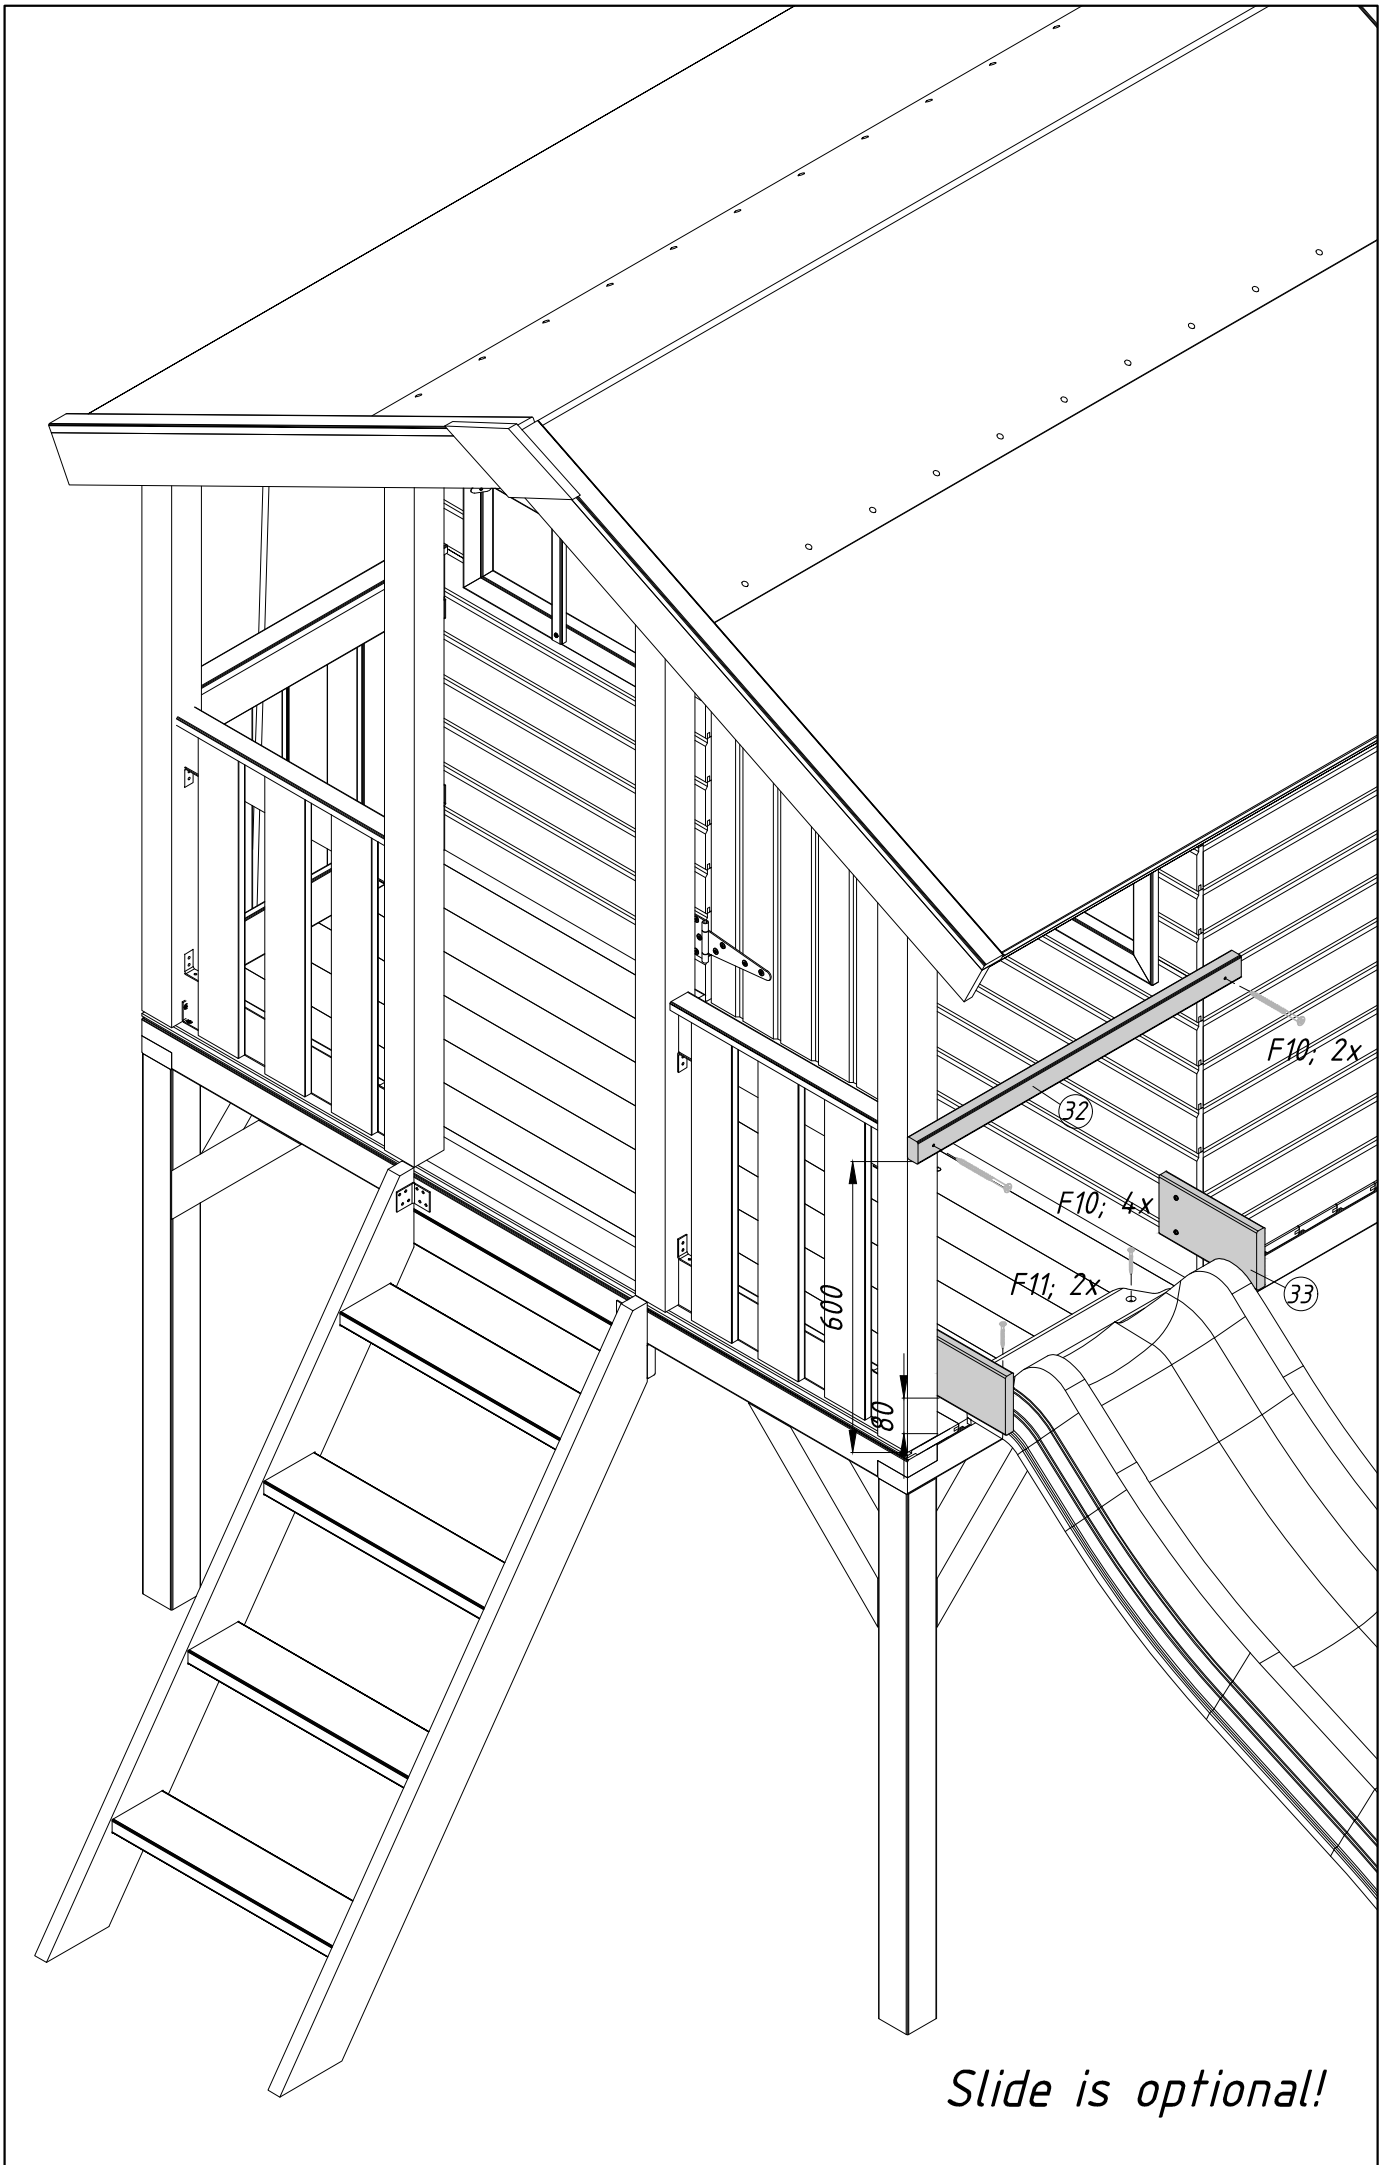 F10; 2x
32
F10; 4x
F11; 2x
33
600
80
Slide is optional!